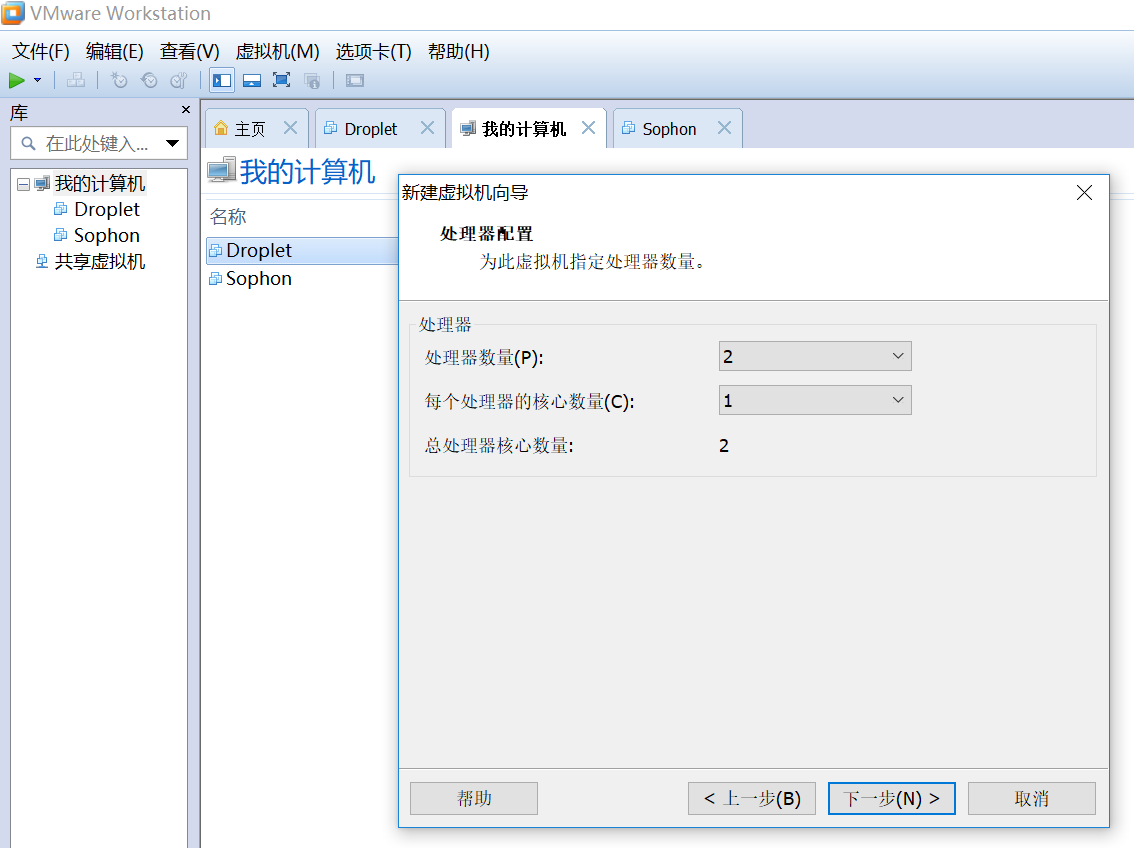 VMware Workstation
文件(F) 编辑(E) 查看(V) 虚拟机(M) 选项卡(T) 帮助(H)
库
在此处键入...
我的计算机
Droplet
Sophon
共享虚拟机
主页 Droplet 我的计算机 Sophon
我的计算机
名称
Droplet
Sophon
新建虚拟机向导
处理器配置
为此虚拟机指定处理器数量。
处理器
处理器数量(P): 2
每个处理器的核心数量(C): 1
总处理器核心数量: 2
帮助 < 上一步(B) 下一步(N) > 取消